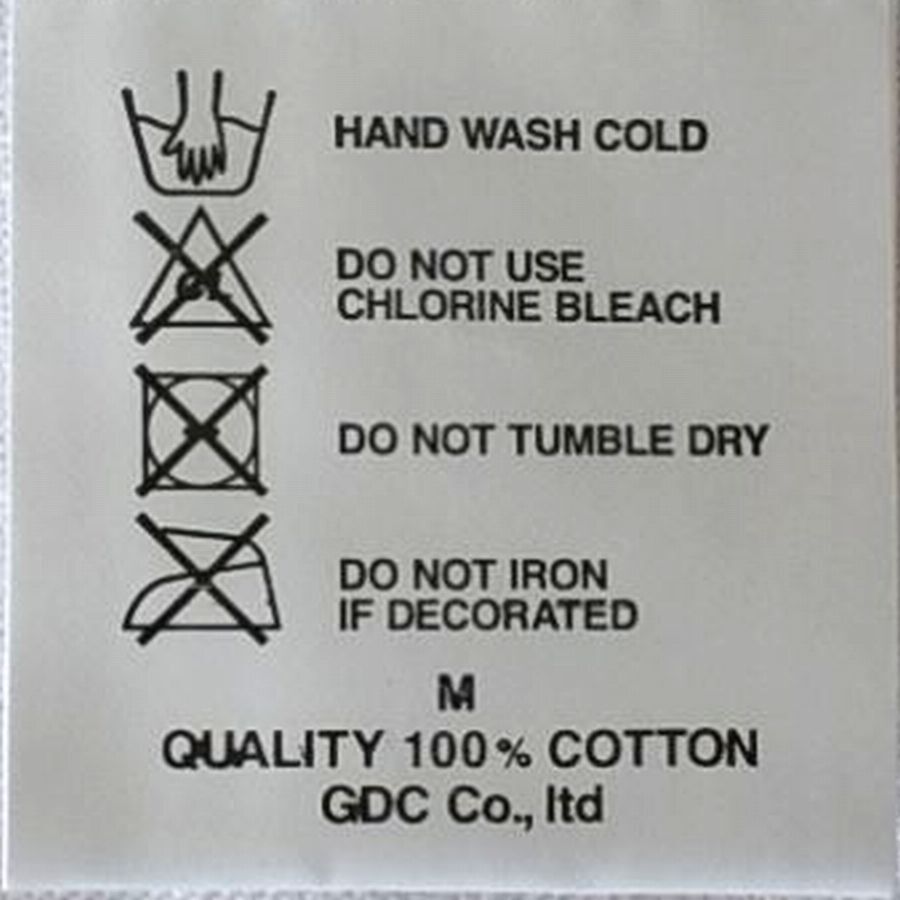 HAND WASH COLD
CL
DO NOT USE
CHLORINE BLEACH
DO NOT TUMBLE DRY
DO NOT IRON
IF DECORATED
M
QUALITY 100% COTTON
GDC Co., ltd